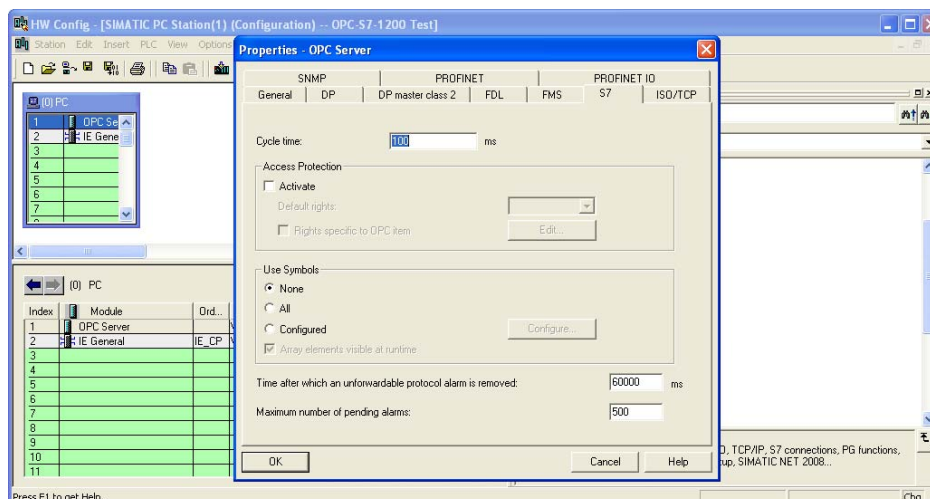 HW Config - [SIMATIC PC Station(1) (Configuration) -- OPC-S7-1200 Test]
Station Edit Insert PLC View Options
(0) PC
1 OPC Se
2 IE Gene
3
4
5
6
7
(0) PC
Index Module Ord...
1 OPC Server
2 IE General IE_CP
3
4
5
6
7
8
9
10
11
Properties - OPC Server
SNMP PROFINET PROFINET IO
General DP DP master class 2 FDL FMS S7 ISO/TCP
Cycle time: 100 ms
Access Protection
Activate
Default rights:
Rights specific to OPC item Edit...
Use Symbols
None
All
Configured Configure...
Array elements visible at runtime
Time after which an unforwardable protocol alarm is removed: 60000 ms
Maximum number of pending alarms: 500
OK Cancel Help
, TCP/IP, S7 connections, PG functions,
up, SIMATIC NET 2008...
Press F1 to get Help. Chg